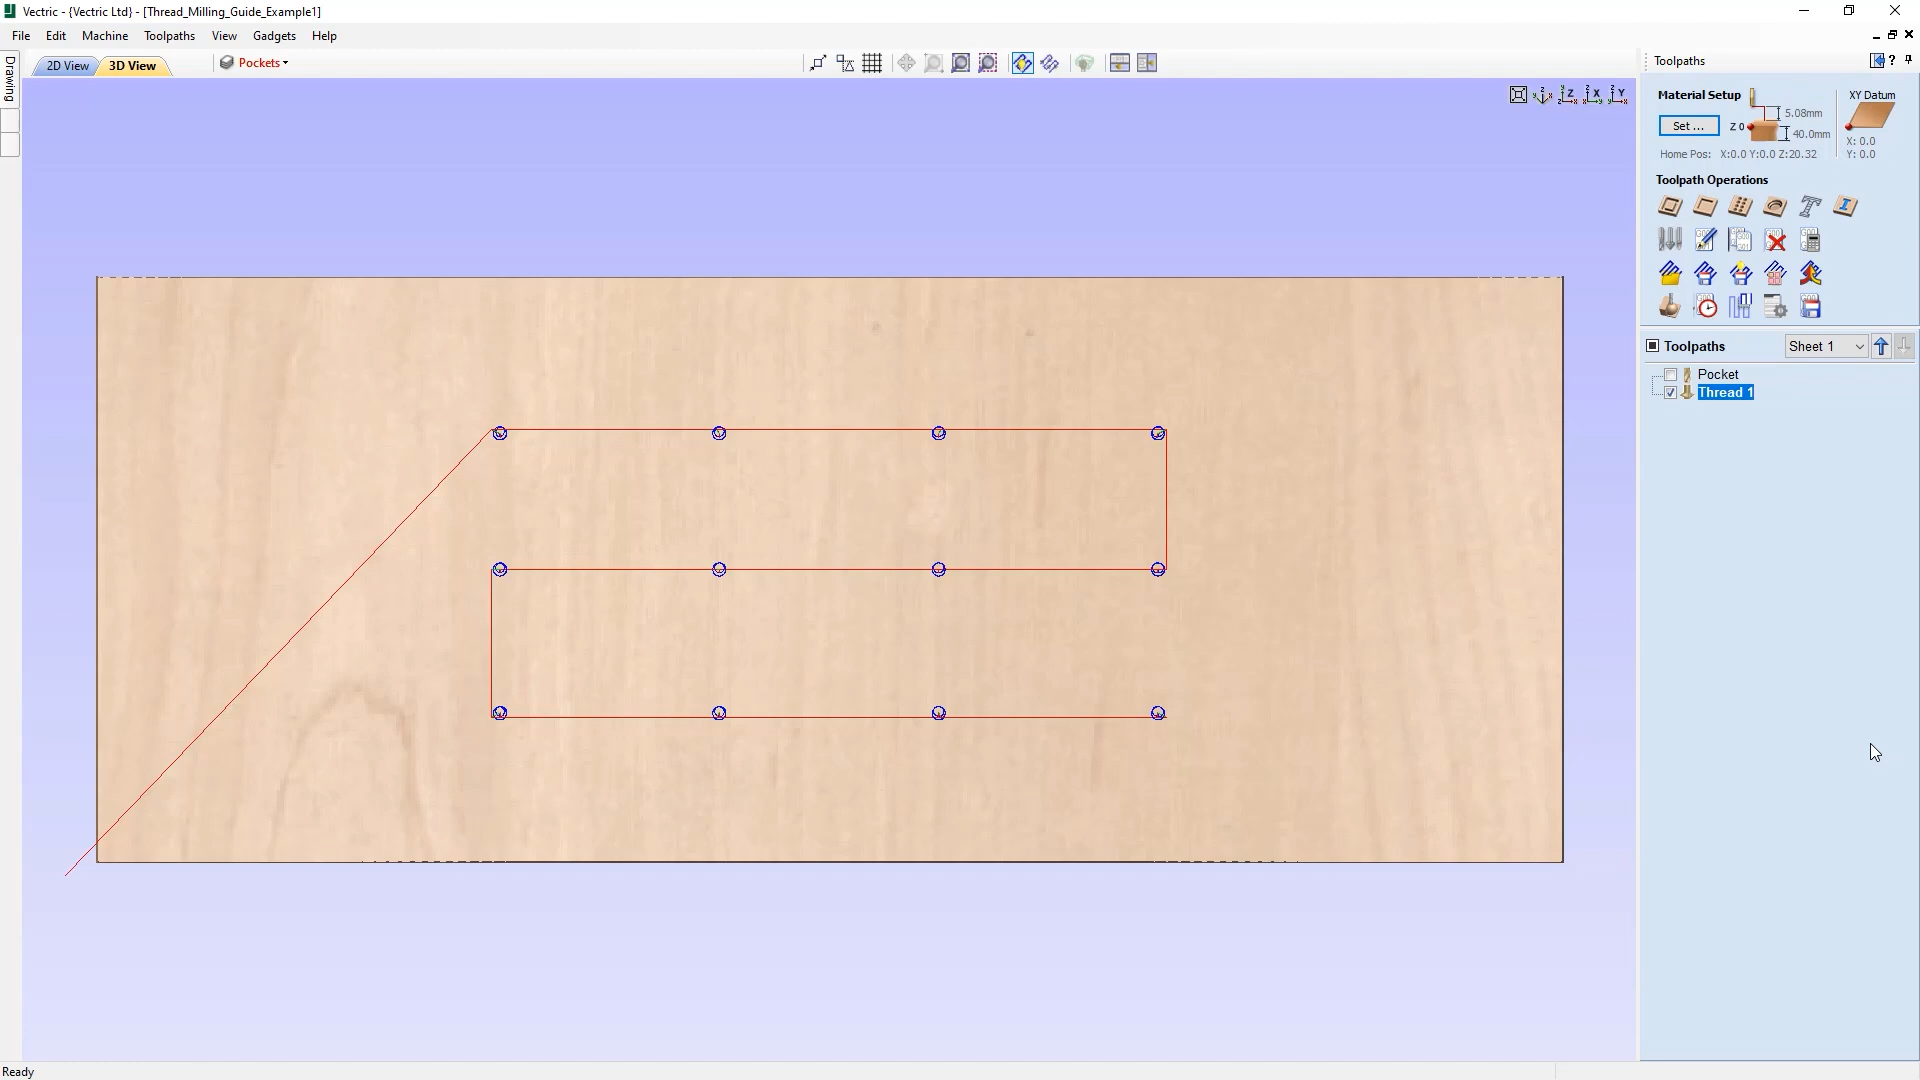 Vectric - {Vectric Ltd} - [Thread_Milling_Guide_Example1]
File Edit Machine Toolpaths View Gadgets Help
Drawing
2D View 3D View Pockets
Toolpaths ?
Material Setup XY Datum
5.08mm
Set ... Z 0 40.0mm
X: 0.0
Home Pos: X:0.0 Y:0.0 Z:20.32 Y: 0.0
Toolpath Operations
Toolpaths Sheet 1
Pocket
Thread 1
Z X Y
Ready